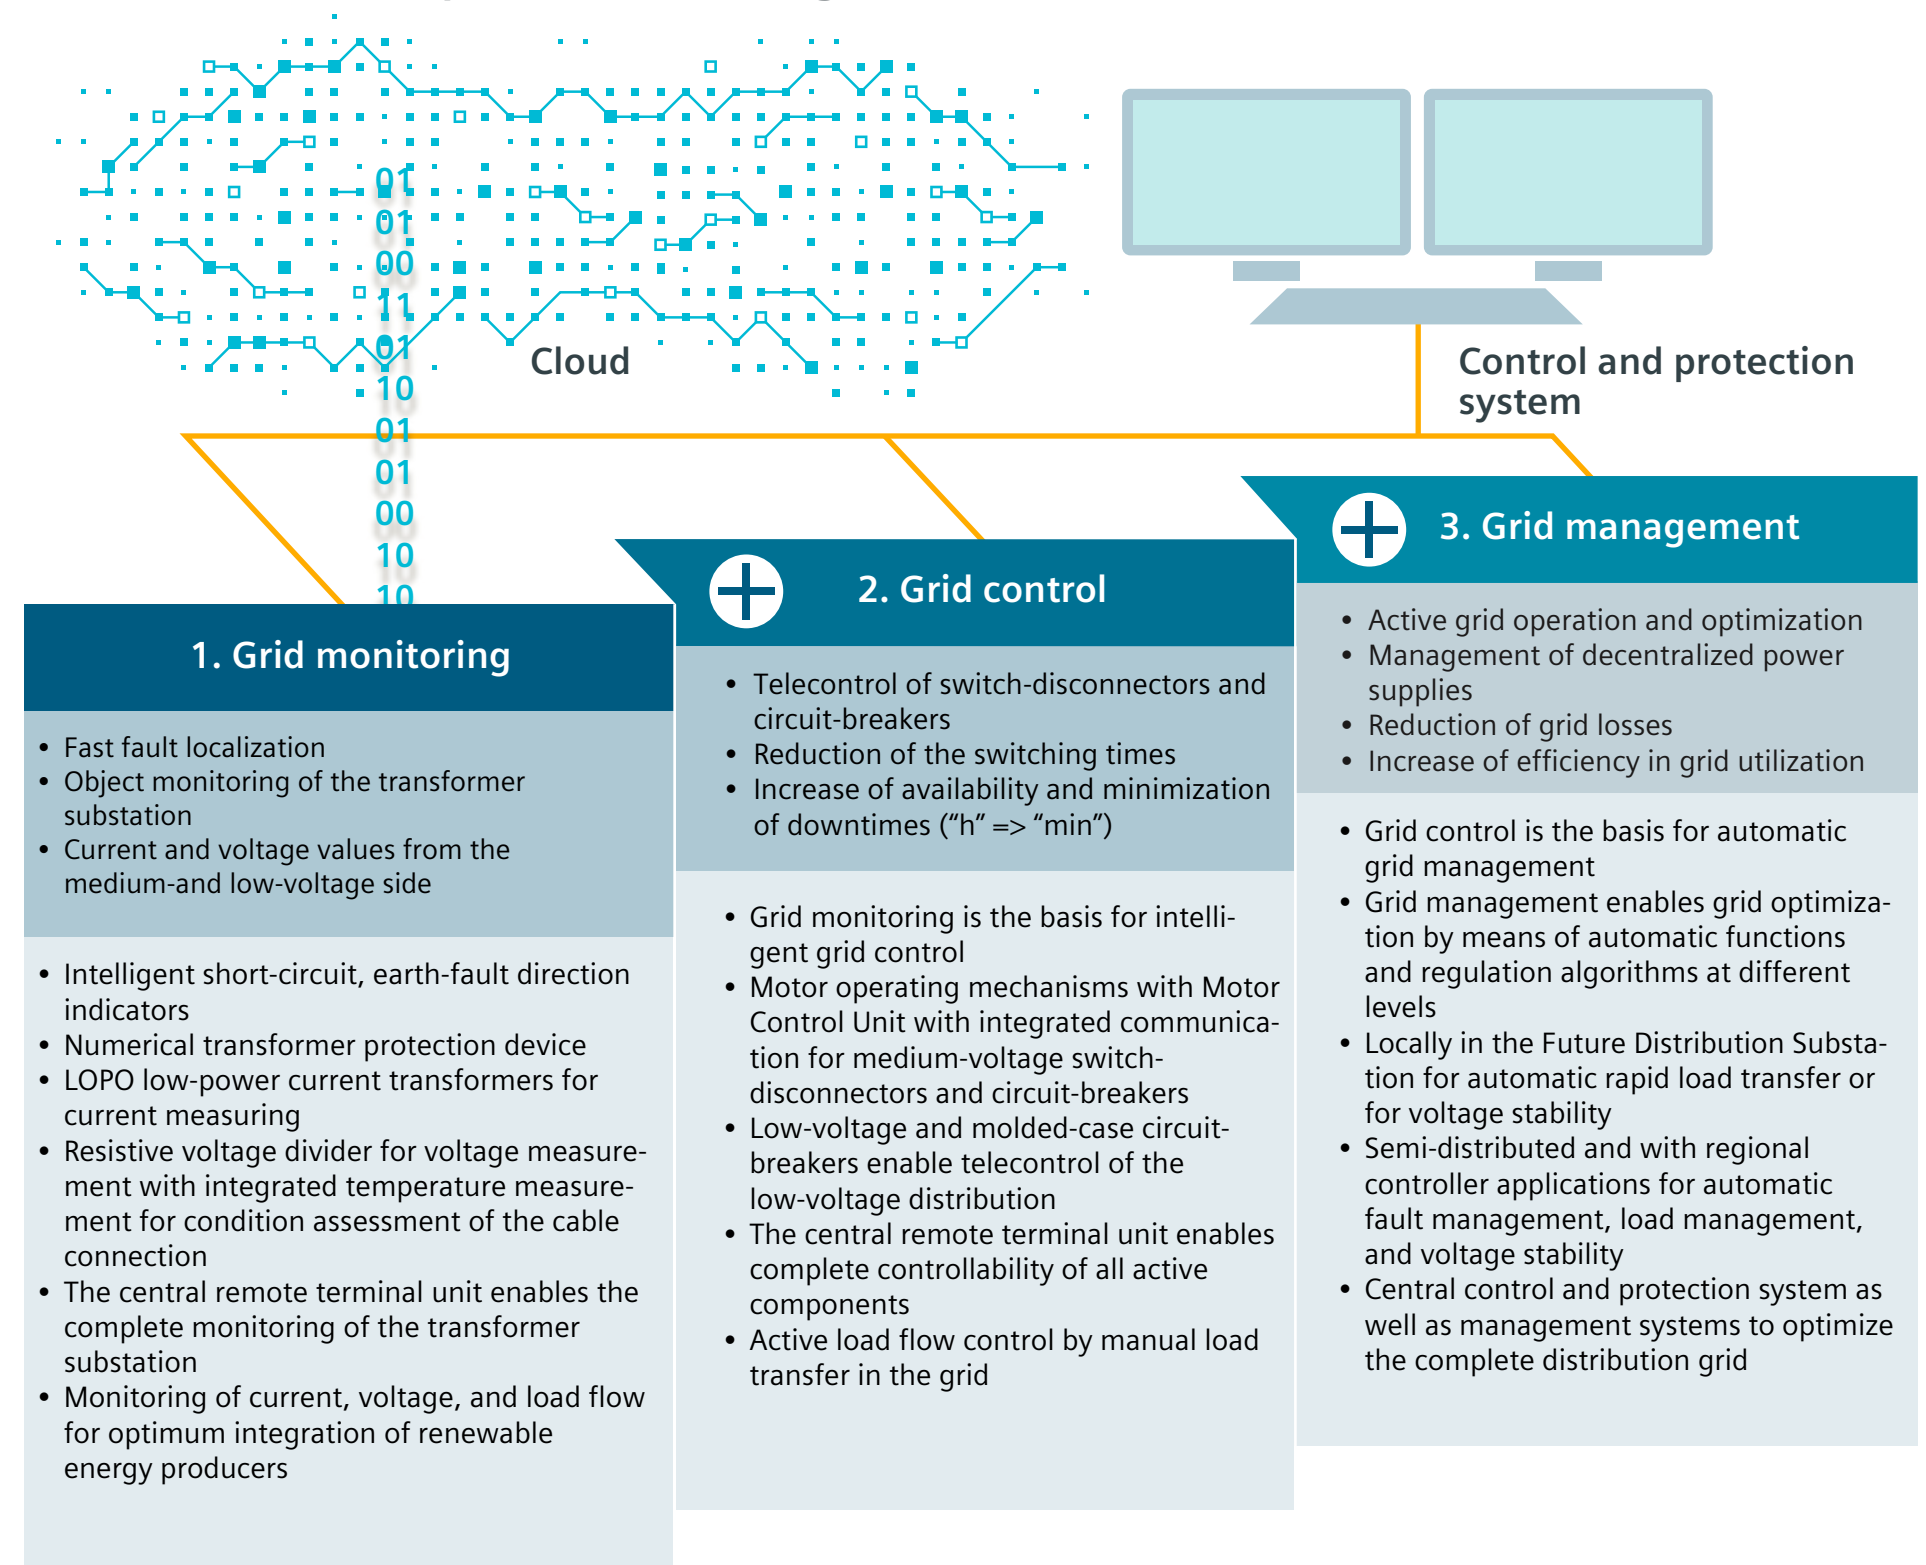 01
01
00
11
01
10
01
01
00
10
10
Cloud
Control and protection
system
1. Grid monitoring
• Fast fault localization
• Object monitoring of the transformer
substation
• Current and voltage values from the
medium-and low-voltage side
• Intelligent short-circuit, earth-fault direction
indicators
• Numerical transformer protection device
• LOPO low-power current transformers for
current measuring
• Resistive voltage divider for voltage measure-
ment with integrated temperature measure-
ment for condition assessment of the cable
connection
• The central remote terminal unit enables the
complete monitoring of the transformer
substation
• Monitoring of current, voltage, and load flow
for optimum integration of renewable
energy producers
2. Grid control
• Telecontrol of switch-disconnectors and
circuit-breakers
• Reduction of the switching times
• Increase of availability and minimization
of downtimes (“h” => “min”)
• Grid monitoring is the basis for intelli-
gent grid control
• Motor operating mechanisms with Motor
Control Unit with integrated communica-
tion for medium-voltage switch-
disconnectors and circuit-breakers
• Low-voltage and molded-case circuit-
breakers enable telecontrol of the
low-voltage distribution
• The central remote terminal unit enables
complete controllability of all active
components
• Active load flow control by manual load
transfer in the grid
3. Grid management
• Active grid operation and optimization
• Management of decentralized power
supplies
• Reduction of grid losses
• Increase of efficiency in grid utilization
• Grid control is the basis for automatic
grid management
• Grid management enables grid optimiza-
tion by means of automatic functions
and regulation algorithms at different
levels
• Locally in the Future Distribution Substa-
tion for automatic rapid load transfer or
for voltage stability
• Semi-distributed and with regional
controller applications for automatic
fault management, load management,
and voltage stability
• Central control and protection system as
well as management systems to optimize
the complete distribution grid